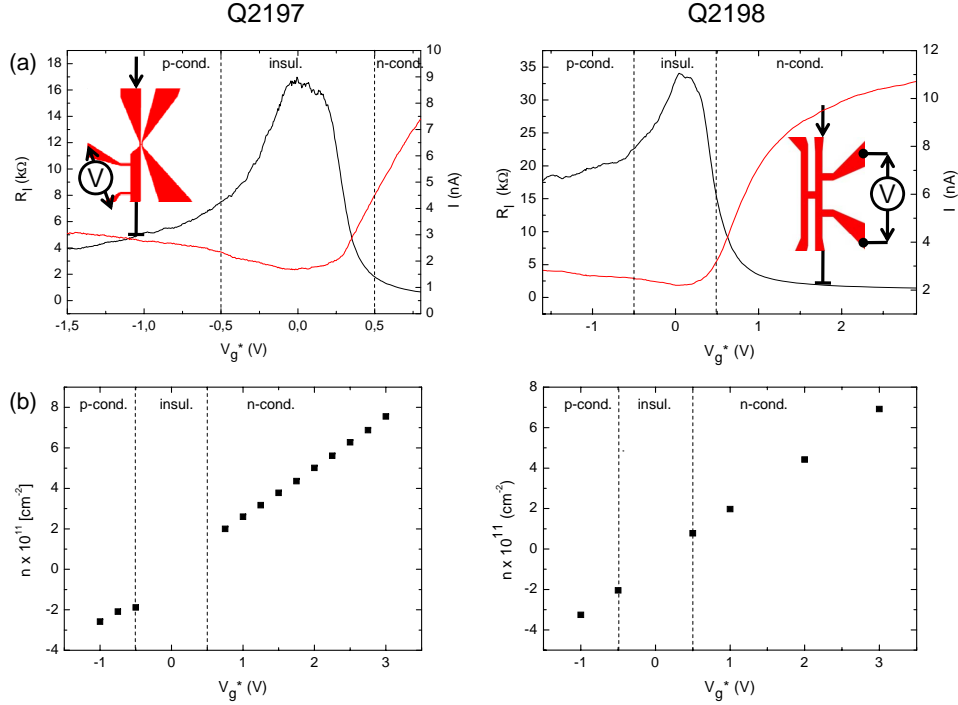 Q2197
Q2198
(a)
p-cond.
insul.
n-cond.
18
16
14
12
10
8
6
4
2
0
R_l (kΩ)
10
9
8
7
6
5
4
3
2
1
0
I (nA)
V
-1,5
-1,0
-0,5
0,0
0,5
V_g* (V)
p-cond.
insul.
n-cond.
35
30
25
20
15
10
5
0
R_l (kΩ)
12
10
8
6
4
2
I (nA)
V
-1
0
1
2
V_g* (V)
(b)
p-cond.
insul.
n-cond.
8
6
4
2
0
-2
-4
n x 10^11 [cm^-2]
-1
0
1
2
3
V_g* (V)
p-cond.
insul.
n-cond.
8
6
4
2
0
-2
-4
n x 10^11 (cm^-2)
-1
0
1
2
3
V_g* (V)